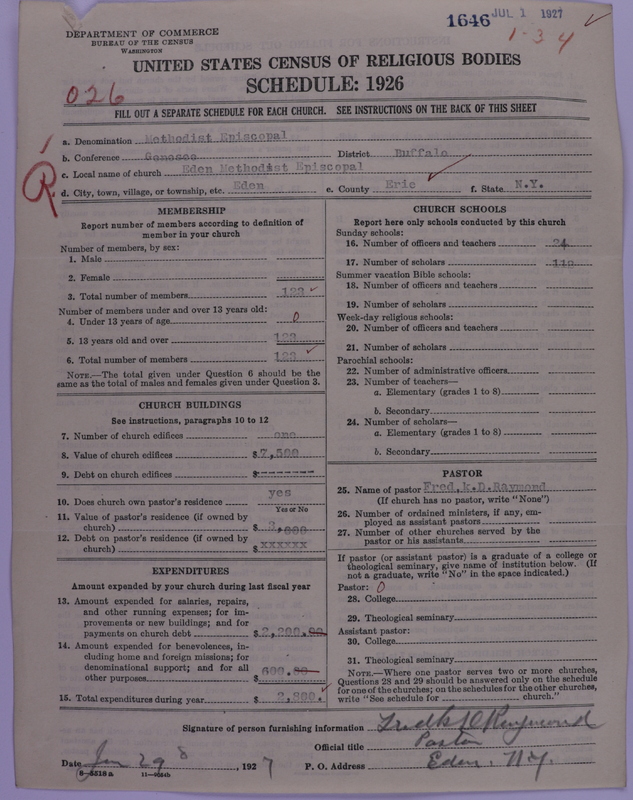 1646 JUL 1 1927
1-34
DEPARTMENT OF COMMERCE
BUREAU OF THE CENSUS
WASHINGTON
UNITED STATES CENSUS OF RELIGIOUS BODIES
SCHEDULE: 1926
026
FILL OUT A SEPARATE SCHEDULE FOR EACH CHURCH. SEE INSTRUCTIONS ON THE BACK OF THIS SHEET
R
a. Denomination Methodist Episcopal
b. Conference Genesee District Buffalo
c. Local name of church Eden Methodist Episcopal
d. City, town, village, or township, etc. Eden e. County Erie f. State N.Y.
MEMBERSHIP
Report number of members according to definition of
member in your church
Number of members, by sex:
1. Male
2. Female
3. Total number of members
Number of members under and over 13 years old:
4. Under 13 years of age 0
5. 13 years old and over
6. Total number of members
NOTE.—The total given under Question 6 should be
the same as the total of males and females given under Question 3.
CHURCH BUILDINGS
See instructions, paragraphs 10 to 12
7. Number of church edifices one
8. Value of church edifices $7,500
9. Debt on church edifices $--------
10. Does church own pastor's residence yes
Yes or No
11. Value of pastor's residence (if owned by
church) $
12. Debt on pastor's residence (if owned by
church) $ xxxxxx
EXPENDITURES
Amount expended by your church during last fiscal year
13. Amount expended for salaries, repairs,
and other running expenses; for im-
provements or new buildings; and for
payments on church debt $2,200.00
14. Amount expended for benevolences, in-
cluding home and foreign missions; for
denominational support; and for all
other purposes $ 600.00
15. Total expenditures during year $ 2,800.
CHURCH SCHOOLS
Report here only schools conducted by this church
Sunday schools:
16. Number of officers and teachers 24
17. Number of scholars
Summer vacation Bible schools:
18. Number of officers and teachers
19. Number of scholars
Week-day religious schools:
20. Number of officers and teachers
21. Number of scholars
Parochial schools:
22. Number of administrative officers
23. Number of teachers—
a. Elementary (grades 1 to 8)
b. Secondary
24. Number of scholars—
a. Elementary (grades 1 to 8)
b. Secondary
PASTOR
25. Name of pastor Fred.k.D.Raymond
(If church has no pastor, write "None")
26. Number of ordained ministers, if any, em-
ployed as assistant pastors
27. Number of other churches served by the
pastor or his assistants
If pastor (or assistant pastor) is a graduate of a college or
theological seminary, give name of institution below. (If
not a graduate, write "No" in the space indicated.)
Pastor: 0
28. College
29. Theological seminary
Assistant pastor:
30. College
31. Theological seminary
NOTE.—Where one pastor serves two or more churches,
Questions 28 and 29 should be answered only on the schedule
for one of the churches; on the schedules for the other churches,
write "See schedule for church."
Signature of person furnishing information Fredk D Raymond
Official title Pastor
Date Jan 29 8, 1927 P. O. Address Eden. N.Y.